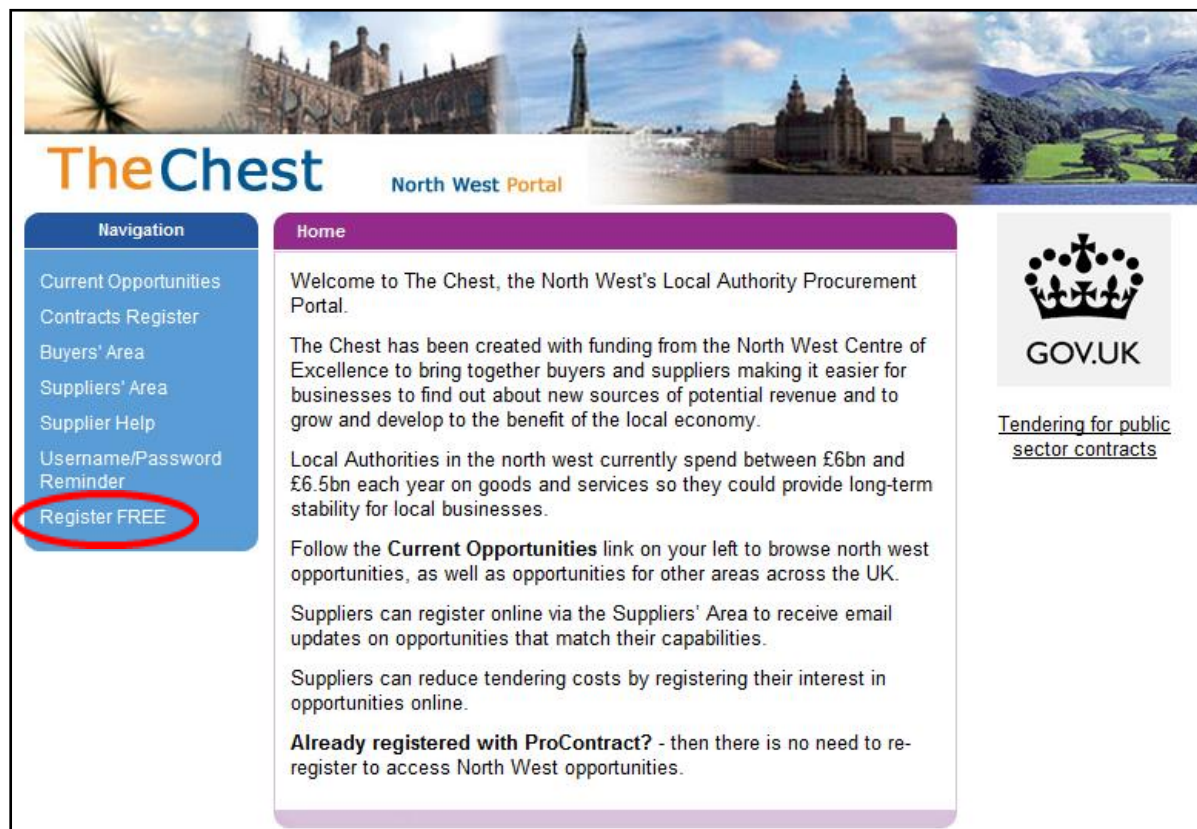 TheChest
North West Portal
Navigation
Current Opportunities
Contracts Register
Buyers' Area
Suppliers' Area
Supplier Help
Username/Password
Reminder
Register FREE
Home
Welcome to The Chest, the North West's Local Authority Procurement
Portal.
The Chest has been created with funding from the North West Centre of
Excellence to bring together buyers and suppliers making it easier for
businesses to find out about new sources of potential revenue and to
grow and develop to the benefit of the local economy.
Local Authorities in the north west currently spend between £6bn and
£6.5bn each year on goods and services so they could provide long-term
stability for local businesses.
Follow the Current Opportunities link on your left to browse north west
opportunities, as well as opportunities for other areas across the UK.
Suppliers can register online via the Suppliers' Area to receive email
updates on opportunities that match their capabilities.
Suppliers can reduce tendering costs by registering their interest in
opportunities online.
Already registered with ProContract? - then there is no need to re-
register to access North West opportunities.
GOV.UK
Tendering for public
sector contracts